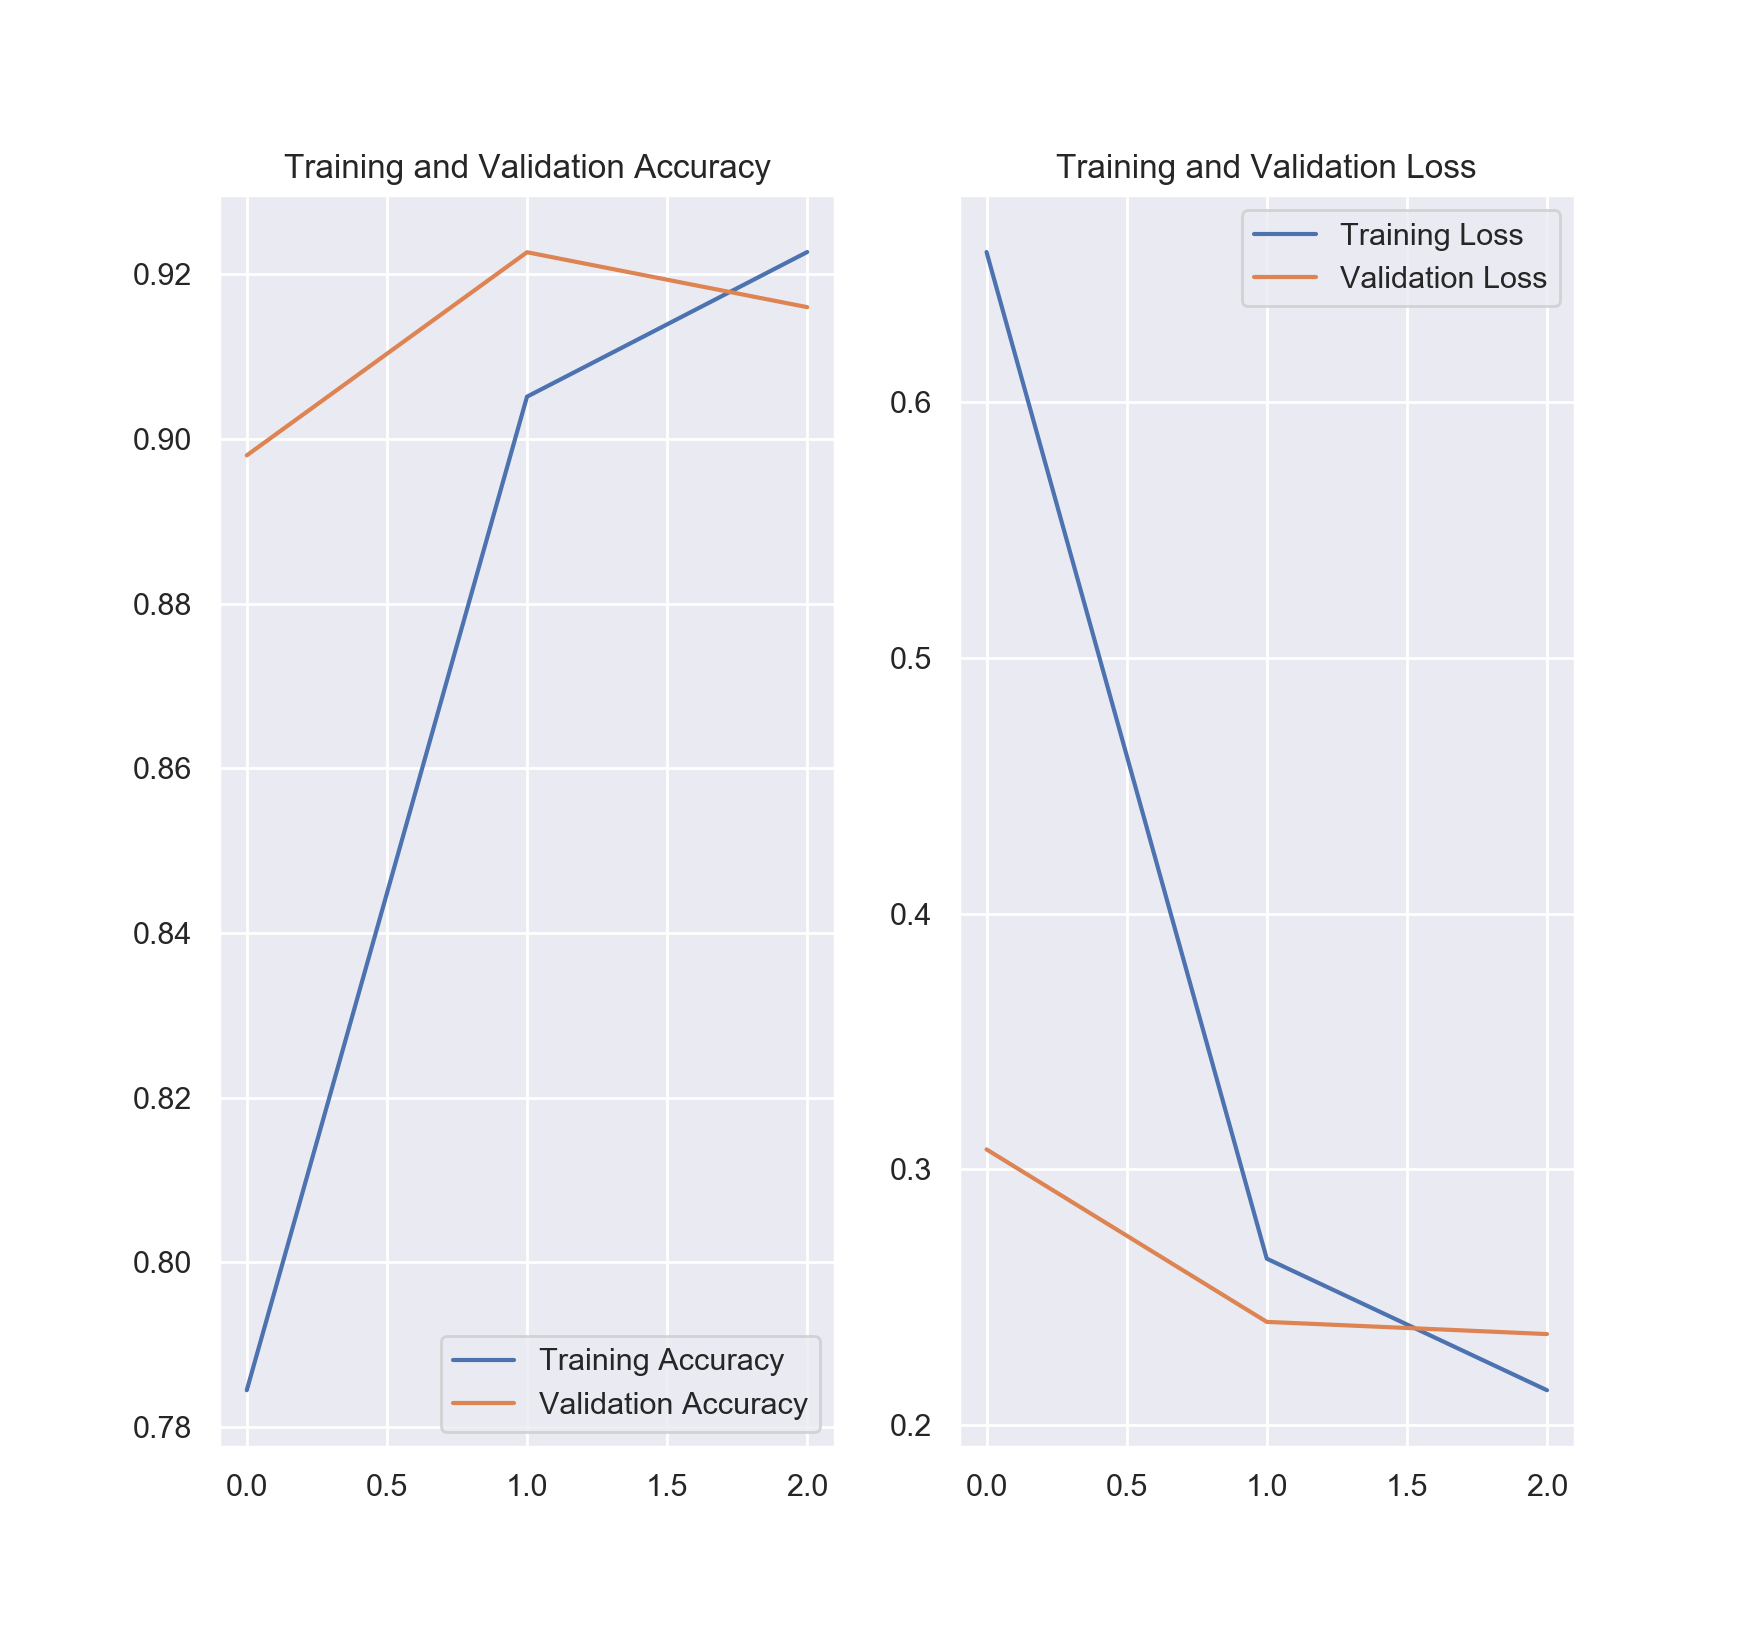 Training and Validation Accuracy
0.92
0.90
0.88
0.86
0.84
0.82
0.80
0.78
0.0 0.5 1.0 1.5 2.0
Training Accuracy
Validation Accuracy
Training and Validation Loss
Training Loss
Validation Loss
0.6
0.5
0.4
0.3
0.2
0.0 0.5 1.0 1.5 2.0